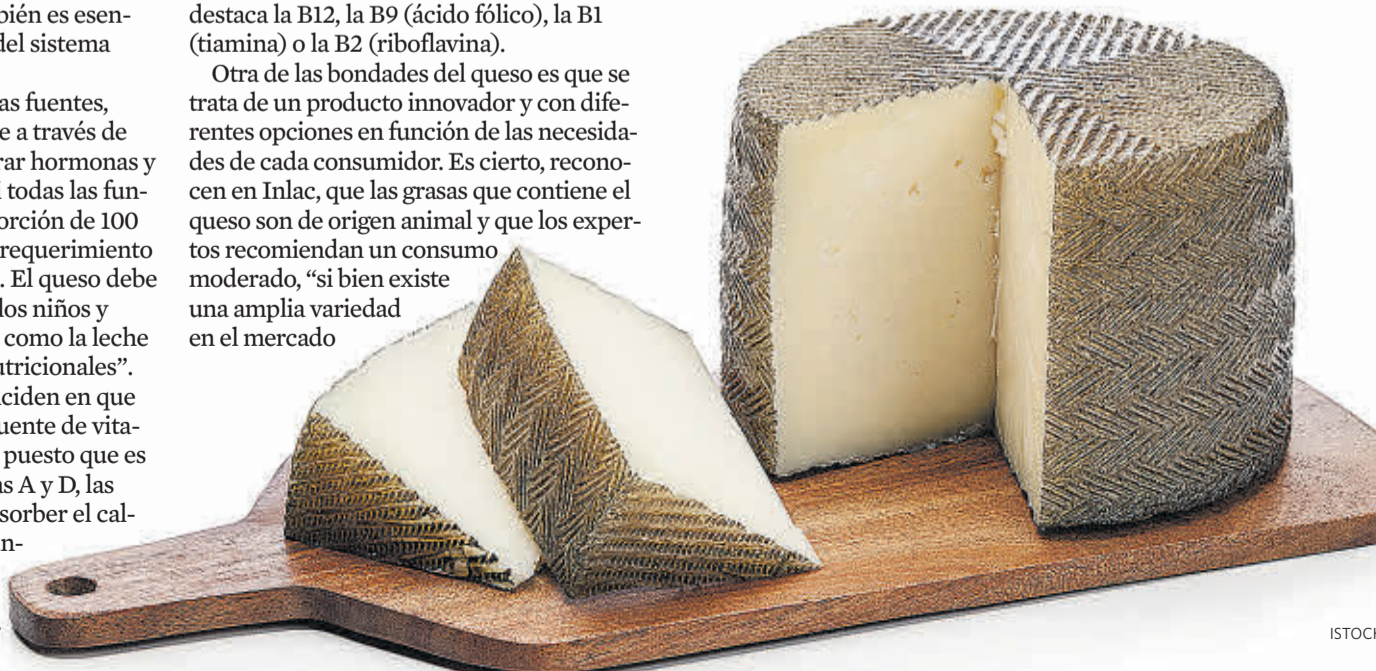 bién es esen-
del sistema
as fuentes,
e a través de
rar hormonas y
i todas las fun-
orción de 100
requerimiento
. El queso debe
los niños y
como la leche
utricionales”.
ciden en que
uente de vita-
puesto que es
as A y D, las
sorber el cal-
n-
destaca la B12, la B9 (ácido fólico), la B1
(tiamina) o la B2 (riboflavina).
Otra de las bondades del queso es que se
trata de un producto innovador y con dife-
rentes opciones en función de las necesida-
des de cada consumidor. Es cierto, recono-
cen en Inlac, que las grasas que contiene el
queso son de origen animal y que los exper-
tos recomiendan un consumo
moderado, “si bien existe
una amplia variedad
en el mercado
ISTOCK